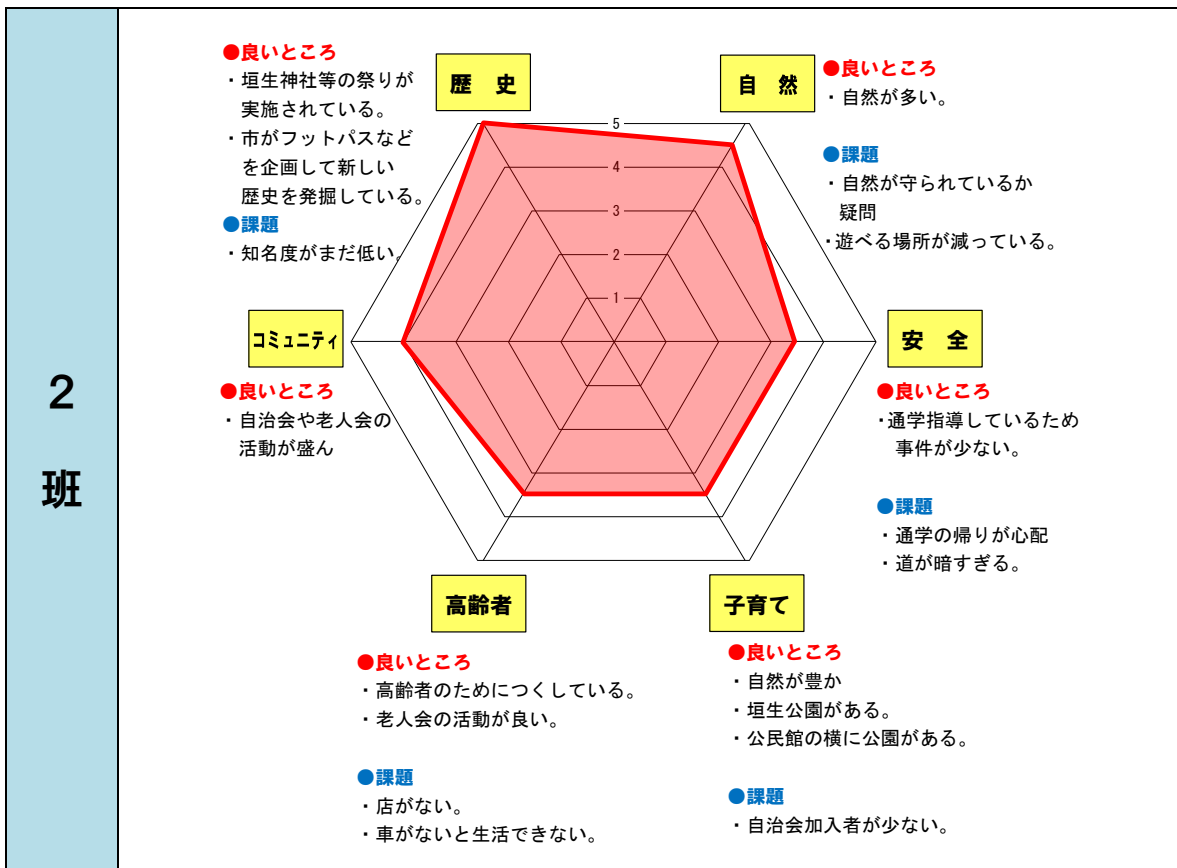 2
班
●良いところ
・垣生神社等の祭りが
実施されている。
・市がフットパスなど
を企画して新しい
歴史を発掘している。
●課題
・知名度がまだ低い。
歴 史
自 然
●良いところ
・自然が多い。
●課題
・自然が守られているか
疑問
・遊べる場所が減っている。
5
4
3
2
1
コミュニティ
●良いところ
・自治会や老人会の
活動が盛ん
安 全
●良いところ
・通学指導しているため
事件が少ない。
●課題
・通学の帰りが心配
・道が暗すぎる。
高齢者
●良いところ
・高齢者のためにつくしている。
・老人会の活動が良い。
●課題
・店がない。
・車がないと生活できない。
子育て
●良いところ
・自然が豊か
・垣生公園がある。
・公民館の横に公園がある。
●課題
・自治会加入者が少ない。